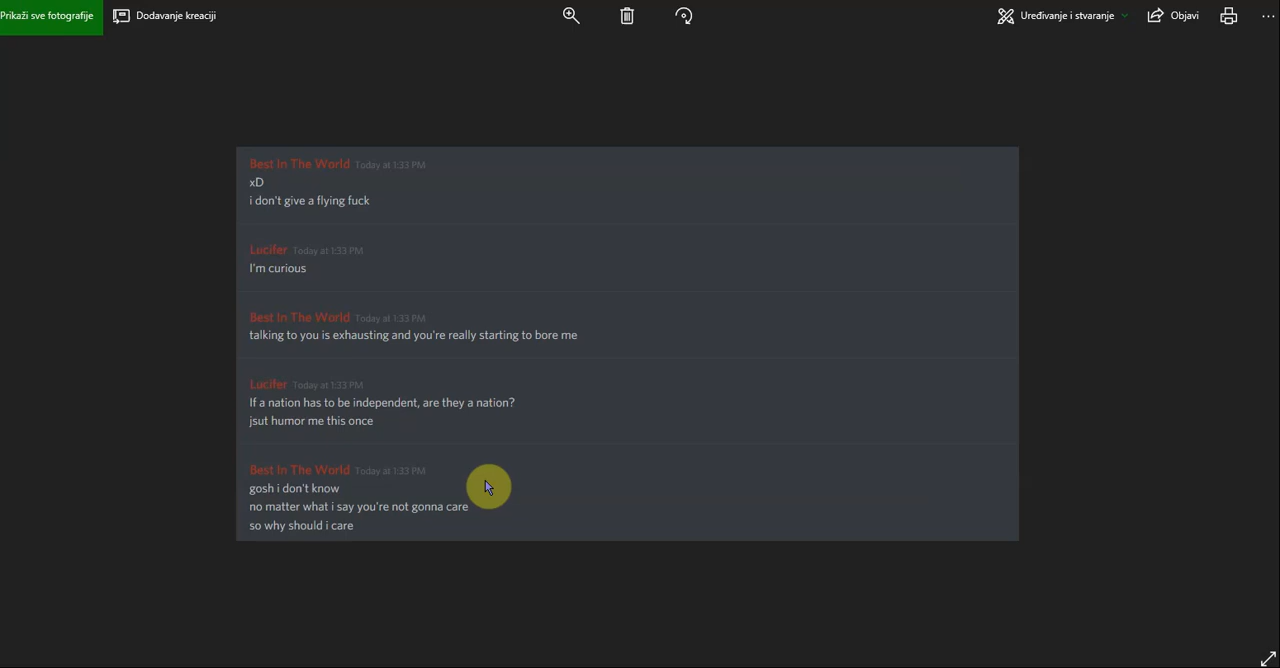 Prikaži sve fotografije
Dodavanje kreaciji
Uređivanje i stvaranje
Objavi
Best In The World Today at 1:33 PM
xD
i don't give a flying fuck
Lucifer Today at 1:33 PM
I'm curious
Best In The World Today at 1:33 PM
talking to you is exhausting and you're really starting to bore me
Lucifer Today at 1:33 PM
If a nation has to be independent, are they a nation?
jsut humor me this once
Best In The World Today at 1:33 PM
gosh i don't know
no matter what i say you're not gonna care
so why should i care